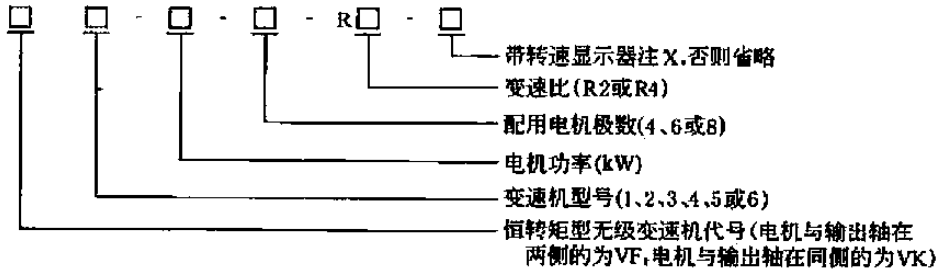 □ □ - □ - □ - R□ - □
带转速显示器注X,否则省略
变速比(R2或R4)
配用电机极数(4、6或8)
电机功率(kW)
变速机型号(1、2、3、4、5或6)
恒转矩型无级变速机代号(电机与输出轴在
两侧的为VF,电机与输出轴在同侧的为VK)